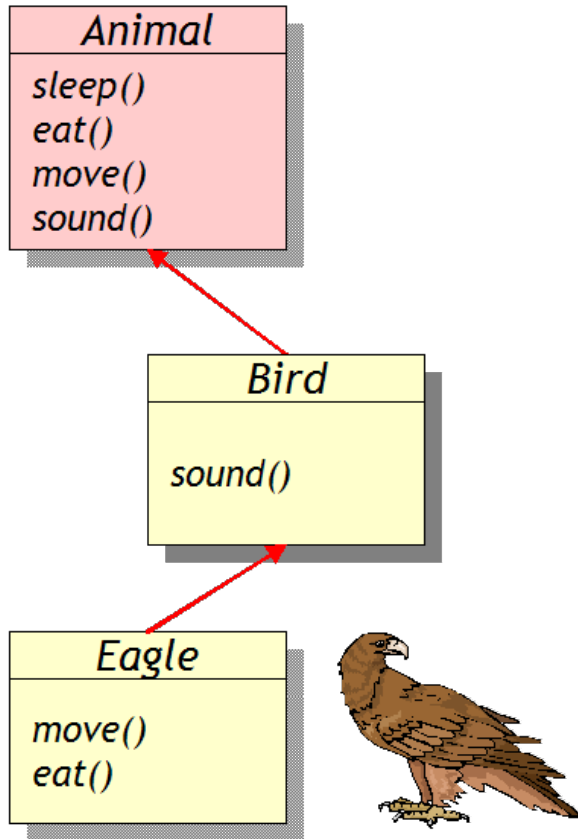 Animal
sleep()
eat()
move()
sound()
Bird
sound()
Eagle
move()
eat()